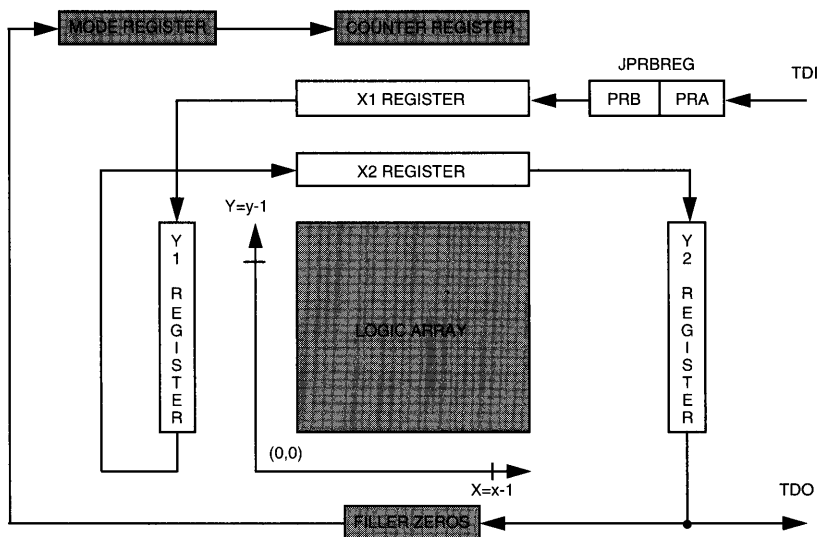 MODE REGISTER
COUNTER REGISTER
JPRBREG
TDI
X1 REGISTER
PRB
PRA
X2 REGISTER
Y=y-1
Y1 REGISTER
LOGIC ARRAY
Y2 REGISTER
(0,0)
X=x-1
TDO
FILLER ZEROS